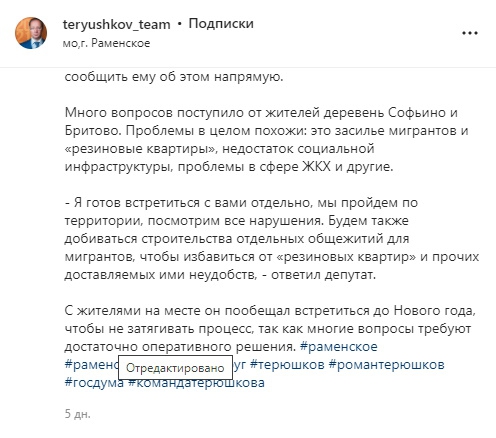 teryushkov_team • Подписки
мо,г. Раменское
сообщить ему об этом напрямую.
Много вопросов поступило от жителей деревень Софьино и
Бритово. Проблемы в целом похожи: это засилье мигрантов и
«резиновые квартиры», недостаток социальной
инфраструктуры, проблемы в сфере ЖКХ и другие.
- Я готов встретиться с вами отдельно, мы пройдем по
территории, посмотрим все нарушения. Будем также
добиваться строительства отдельных общежитий для
мигрантов, чтобы избавиться от «резиновых квартир» и прочих
доставляемых ими неудобств, - ответил депутат.
С жителями на месте он пообещал встретиться до Нового года,
чтобы не затягивать процесс, так как многие вопросы требуют
достаточно оперативного решения. #раменское
#раменс уг #терюшков #романтерюшков
Отредактировано
#госдума #командатерюшкова
5 дн.